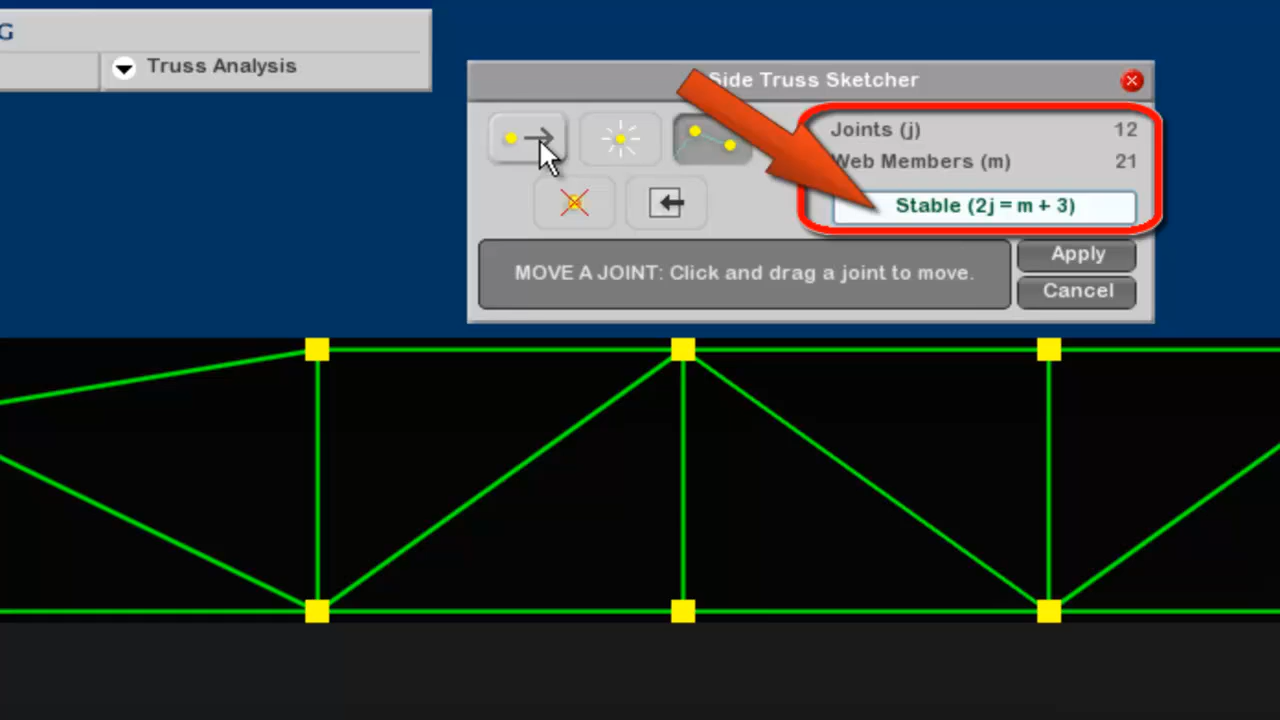 G
Truss Analysis
Side Truss Sketcher
Joints (j) 12
Web Members (m) 21
Stable (2j = m + 3)
MOVE A JOINT: Click and drag a joint to move.
Apply
Cancel